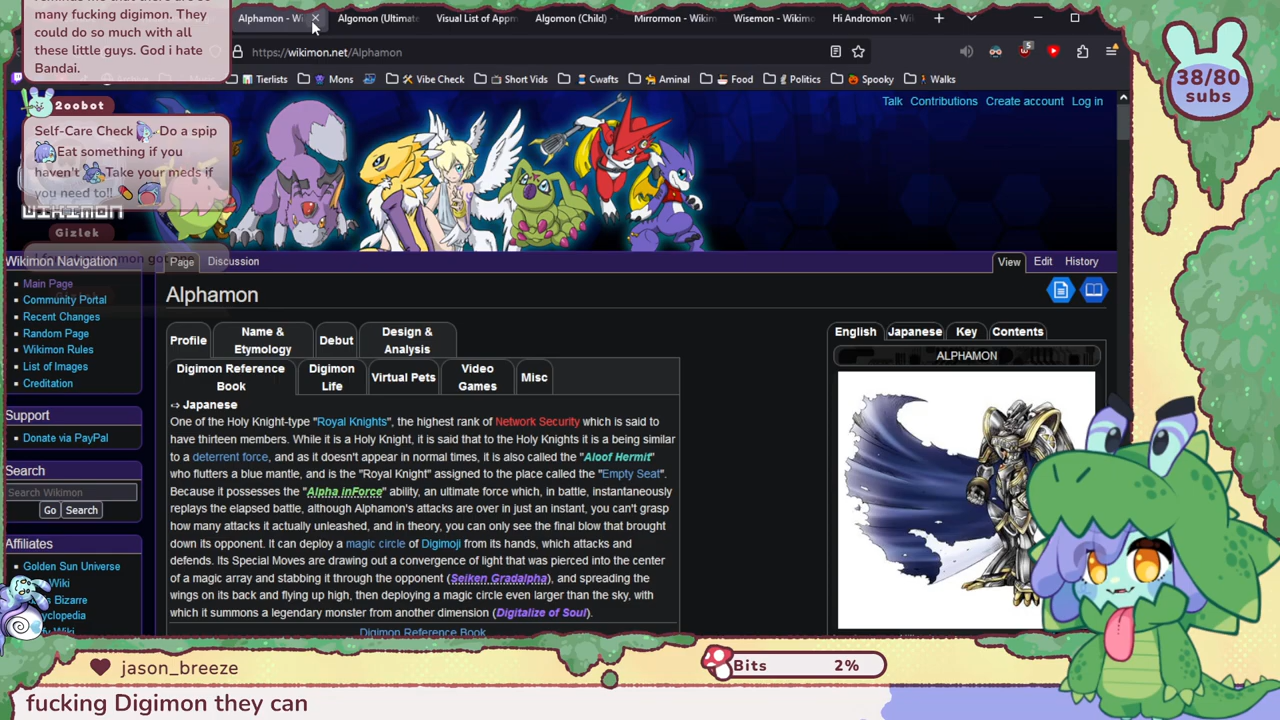 many fucking digimon. They
could do so much with all
these little guys. God i hate
Bandai.
2oobot
Self-Care Check Do a spip
Eat something if you
haven't Take your meds if
you need to!!
Gizlek
Alphamon - Wi
Algomon (Ultimate
Visual List of Appm
Algomon (Child) -
Mirrormon - Wikim
Wisemon - Wikimo
Hi Andromon - Wi
https://wikimon.net/Alphamon
5
Tierlists
Mons
Vibe Check
Short Vids
Cwafts
Aminal
Food
Politics
Spooky
Walks
38/80
subs
Talk Contributions Create account Log in
WIKIMON
Wikimon Navigation
Main Page
Community Portal
Recent Changes
Random Page
Wikimon Rules
List of Images
Creditation
Support
Donate via PayPal
Search
Search Wikimon
Go Search
Affiliates
Golden Sun Universe
Wiki
Bizarre
cyclopedia
Page Discussion
View Edit History
Alphamon
Profile
Name &
Etymology
Debut
Design &
Analysis
Digimon Reference
Book
Digimon
Life
Virtual Pets
Video
Games
Misc
⇨ Japanese
One of the Holy Knight-type "Royal Knights", the highest rank of Network Security which is said to
have thirteen members. While it is a Holy Knight, it is said that to the Holy Knights it is a being similar
to a deterrent force, and as it doesn't appear in normal times, it is also called the "Aloof Hermit"
who flutters a blue mantle, and is the "Royal Knight" assigned to the place called the "Empty Seat".
Because it possesses the "Alpha inForce" ability, an ultimate force which, in battle, instantaneously
replays the elapsed battle, although Alphamon's attacks are over in just an instant, you can't grasp
how many attacks it actually unleashed, and in theory, you can only see the final blow that brought
down its opponent. It can deploy a magic circle of Digimoji from its hands, which attacks and
defends. Its Special Moves are drawing out a convergence of light that was pierced into the center
of a magic array and stabbing it through the opponent (Seiken Gradalpha), and spreading the
wings on its back and flying up high, then deploying a magic circle even larger than the sky, with
which it summons a legendary monster from another dimension (Digitalize of Soul).
Digimon Reference Book
English Japanese Key Contents
ALPHAMON
jason_breeze
Bits 2%
fucking Digimon they can